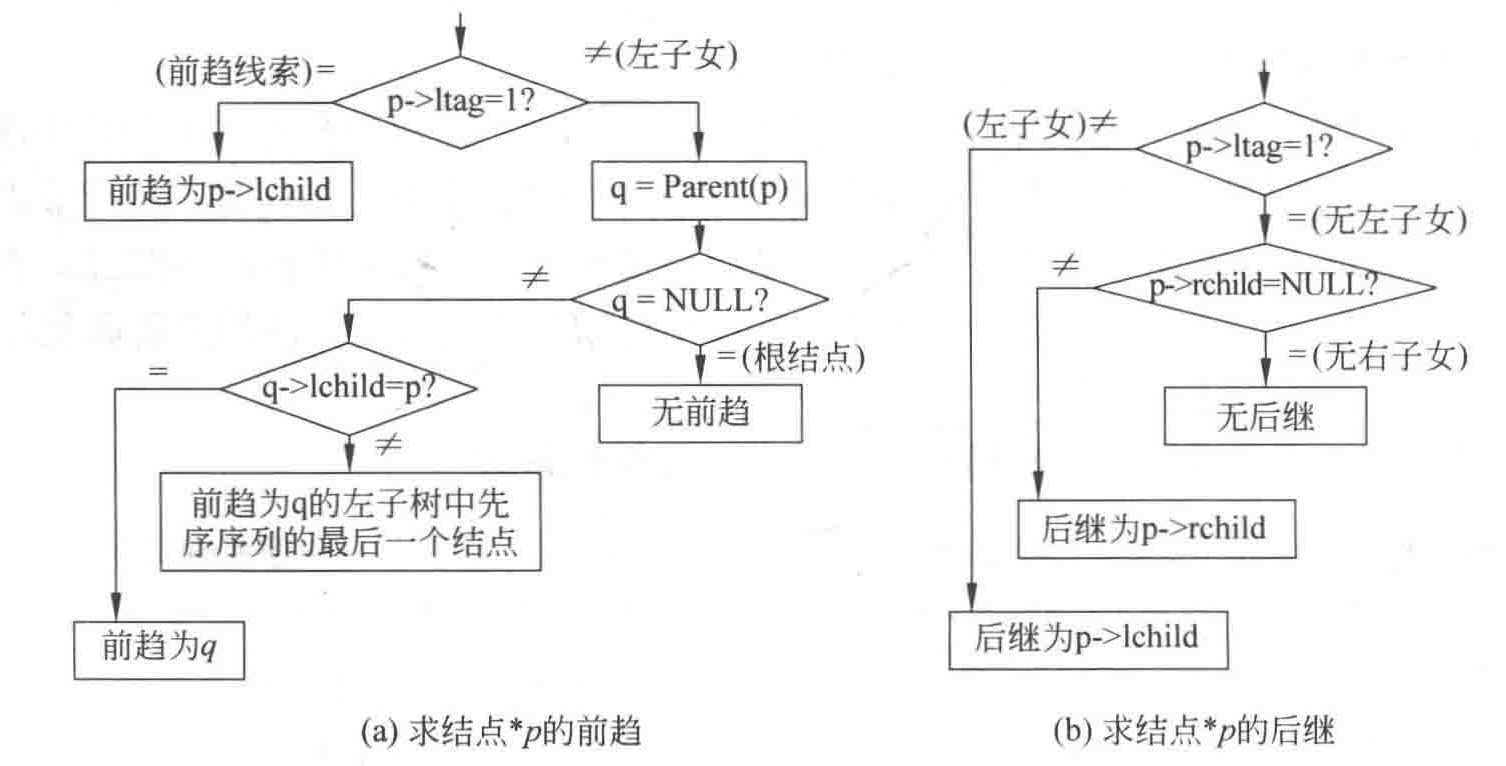 (前趋线索)=
≠(左子女)
p->ltag=1?
前趋为p->lchild
q = Parent(p)
≠
q = NULL?
=(根结点)
无前趋
=
q->lchild=p?
≠
前趋为q的左子树中先
序序列的最后一个结点
前趋为q
(a) 求结点*p的前趋
(左子女)≠
p->ltag=1?
=(无左子女)
≠
p->rchild=NULL?
=(无右子女)
无后继
后继为p->rchild
后继为p->lchild
(b) 求结点*p的后继